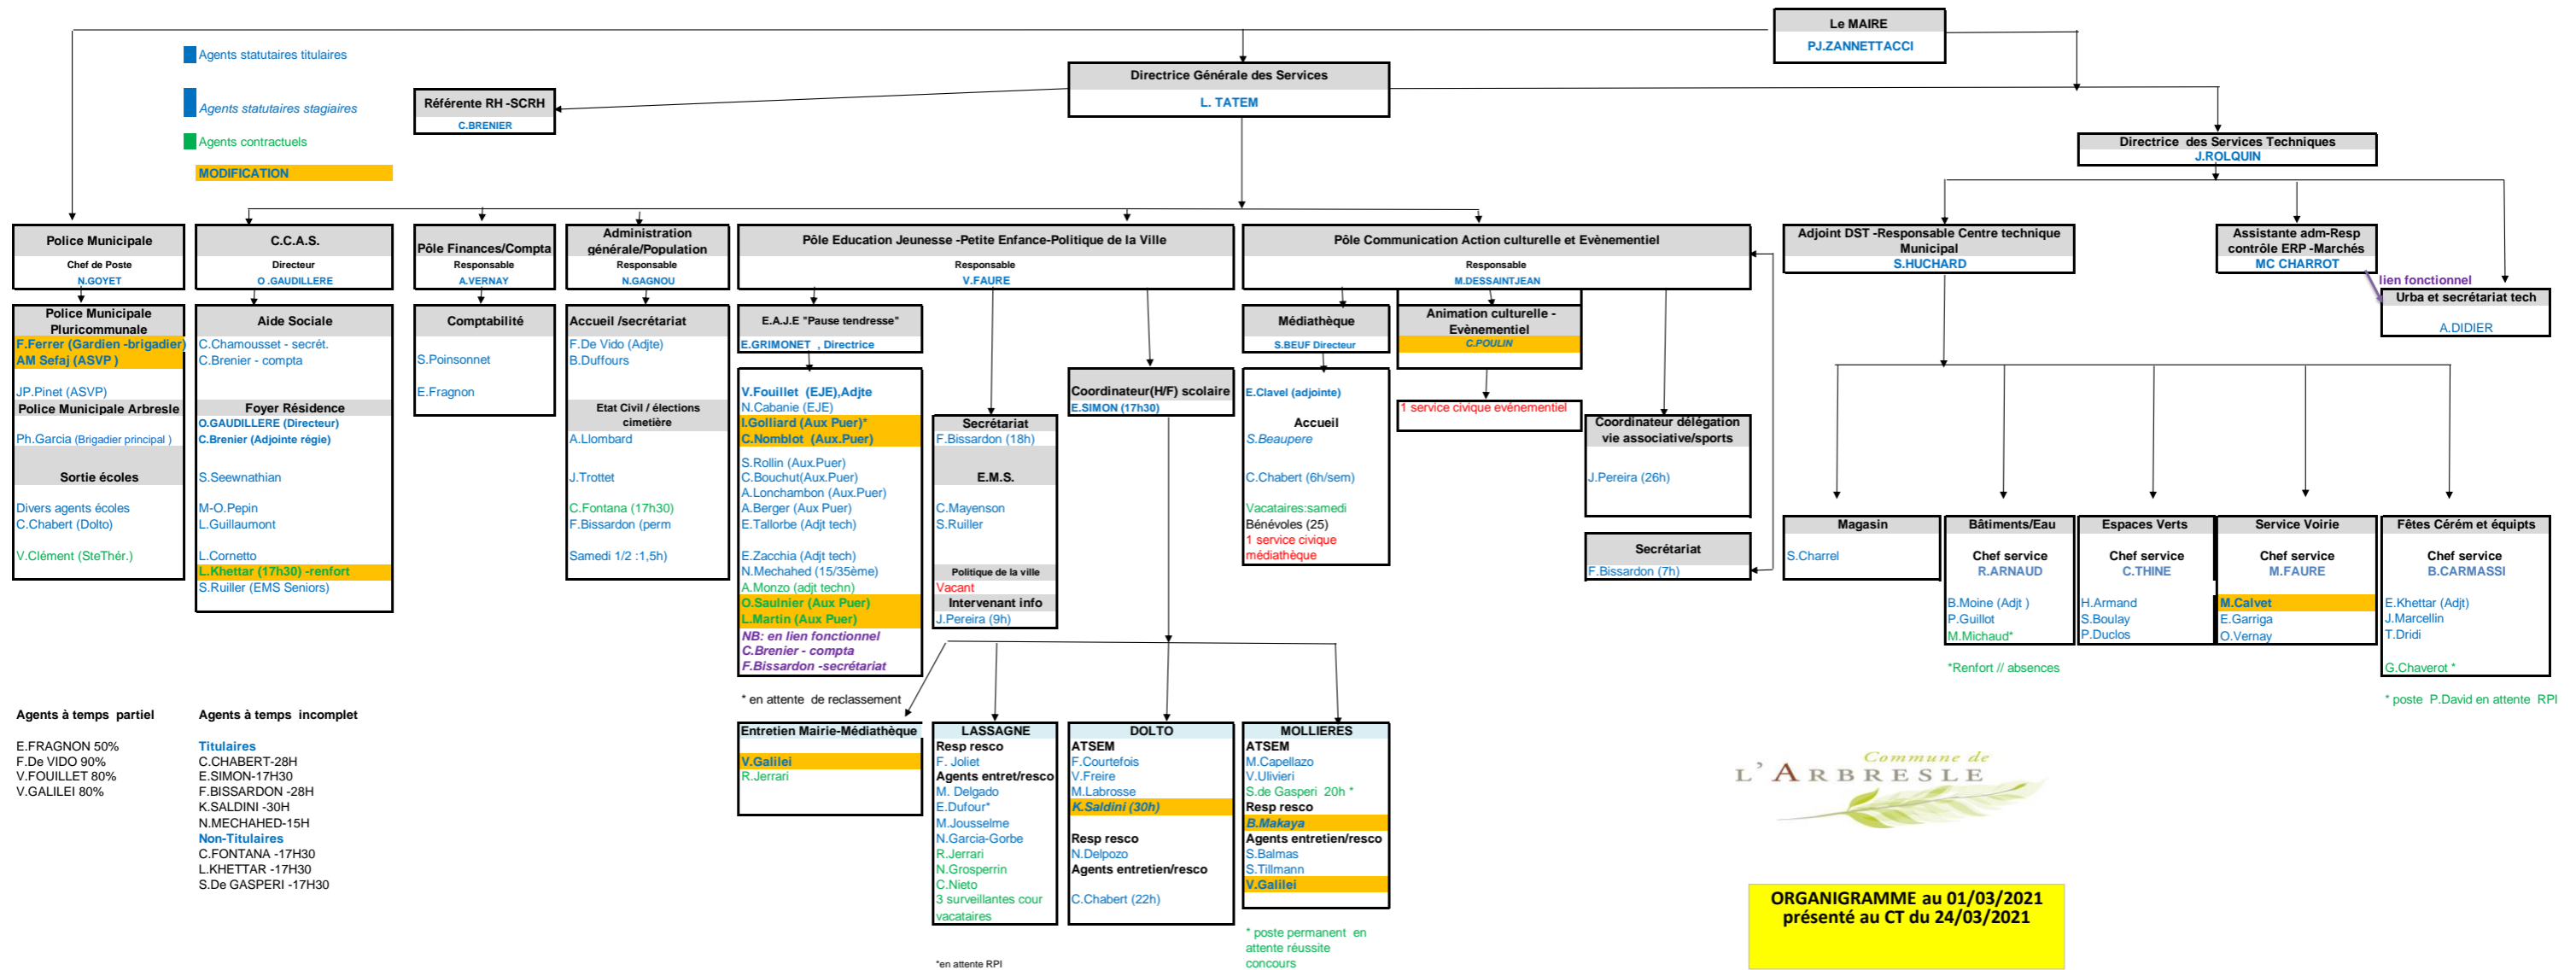 Le MAIRE
PJ.ZANNETTACCI
Agents statutaires titulaires
Agents statutaires stagiaires
Agents contractuels
MODIFICATION
Référente RH -SCRH
C.BRENIER
Directrice Générale des Services
L. TATEM
Directrice  des Services Techniques
J.ROLQUIN
Police Municipale
Chef de Poste
N.GOYET
Police Municipale
Pluricommunale
F.Ferrer (Gardien -brigadier)
AM Sefaj (ASVP )
JP.Pinet (ASVP)
Police Municipale Arbresle
Ph.Garcia (Brigadier principal )
Sortie écoles
Divers agents écoles
C.Chabert (Dolto)
V.Clément (SteThér.)
C.C.A.S.
Directeur
O .GAUDILLERE
Aide Sociale
C.Chamousset - secrét.
C.Brenier - compta
Foyer Résidence
O.GAUDILLERE (Directeur)
C.Brenier (Adjointe régie)
S.Seewnathian
M-O.Pepin
L.Guillaumont
L.Cornetto
L.Khettar (17h30) -renfort
S.Ruiller (EMS Seniors)
Pôle Finances/Compta
Responsable
A.VERNAY
Comptabilité
S.Poinsonnet
E.Fragnon
Administration
générale/Population
Responsable
N.GAGNOU
Accueil /secrétariat
F.De Vido (Adjte)
B.Duffours
Etat Civil / élections
cimetière
A.Llombard
J.Trottet
C.Fontana (17h30)
F.Bissardon (perm
Samedi 1/2 :1,5h)
Pôle Education Jeunesse -Petite Enfance-Politique de la Ville
Responsable
V.FAURE
E.A.J.E "Pause tendresse"
E.GRIMONET  , Directrice
V.Fouillet  (EJE),Adjte
N.Cabanie (EJE)
I.Golliard (Aux Puer)*
C.Nomblot  (Aux.Puer)
S.Rollin (Aux.Puer)
C.Bouchut(Aux.Puer)
A.Lonchambon (Aux.Puer)
A.Berger (Aux Puer)
E.Tallorbe (Adjt tech)
E.Zacchia (Adjt tech)
N.Mechahed (15/35ème)
A.Monzo (adjt techn)
O.Saulnier (Aux Puer)
L.Martin (Aux Puer)
NB: en lien fonctionnel
C.Brenier - compta
F.Bissardon -secrétariat
* en attente  de reclassement
Secrétariat
F.Bissardon (18h)
E.M.S.
C.Mayenson
S.Ruiller
Politique de la ville
Vacant
Intervenant info
J.Pereira (9h)
Coordinateur(H/F) scolaire
E.SIMON (17h30)
Pôle Communication Action culturelle et Evènementiel
Responsable
M.DESSAINTJEAN
Médiathèque
S.BEUF Directeur
E.Clavel (adjointe)
Accueil
S.Beaupere
C.Chabert (6h/sem)
Vacataires:samedi
Bénévoles (25)
1 service civique
médiathèque
Animation culturelle -
Evènementiel
C.POULIN
1 service civique evénementiel
Coordinateur délégation
vie associative/sports
J.Pereira (26h)
Secrétariat
F.Bissardon (7h)
Adjoint DST -Responsable Centre technique
Municipal
S.HUCHARD
Assistante adm-Resp
contrôle ERP -Marchés
MC CHARROT
lien fonctionnel
Urba et secrétariat tech
A.DIDIER
Magasin
S.Charrel
Bâtiments/Eau
Chef service
R.ARNAUD
B.Moine (Adjt )
P.Guillot
M.Michaud*
*Renfort // absences
Espaces Verts
Chef service
C.THINE
H.Armand
S.Boulay
P.Duclos
Service Voirie
Chef service
M.FAURE
M.Calvet
E.Garriga
O.Vernay
Fêtes Cérém et équipts
Chef service
B.CARMASSI
E.Khettar (Adjt)
J.Marcellin
T.Dridi
G.Chaverot *
* poste  P.David en attente  RPI
Agents à temps  partiel
E.FRAGNON 50%
F.De VIDO 90%
V.FOUILLET 80%
V.GALILEI 80%
Agents à temps  incomplet
Titulaires
C.CHABERT-28H
E.SIMON-17H30
F.BISSARDON -28H
K.SALDINI -30H
N.MECHAHED-15H
Non-Titulaires
C.FONTANA -17H30
L.KHETTAR -17H30
S.De GASPERI -17H30
Entretien Mairie-Médiathèque
V.Galilei
R.Jerrari
LASSAGNE
Resp resco
F. Joliet
Agents entret/resco
M. Delgado
E.Dufour*
M.Jousselme
N.Garcia-Gorbe
R.Jerrari
N.Grosperrin
C.Nieto
3 surveillantes cour
vacataires
*en attente RPI
DOLTO
ATSEM
F.Courtefois
V.Freire
M.Labrosse
K.Saldini (30h)
Resp resco
N.Delpozo
Agents entretien/resco
C.Chabert (22h)
MOLLIERES
ATSEM
M.Capellazo
V.Ulivieri
S.de Gasperi  20h *
Resp resco
B.Makaya
Agents entretien/resco
S.Balmas
S.Tillmann
V.Galilei
* poste permanent  en
attente réussite
concours
Commune de
L'ARBRESLE
ORGANIGRAMME au 01/03/2021
présenté au CT du 24/03/2021